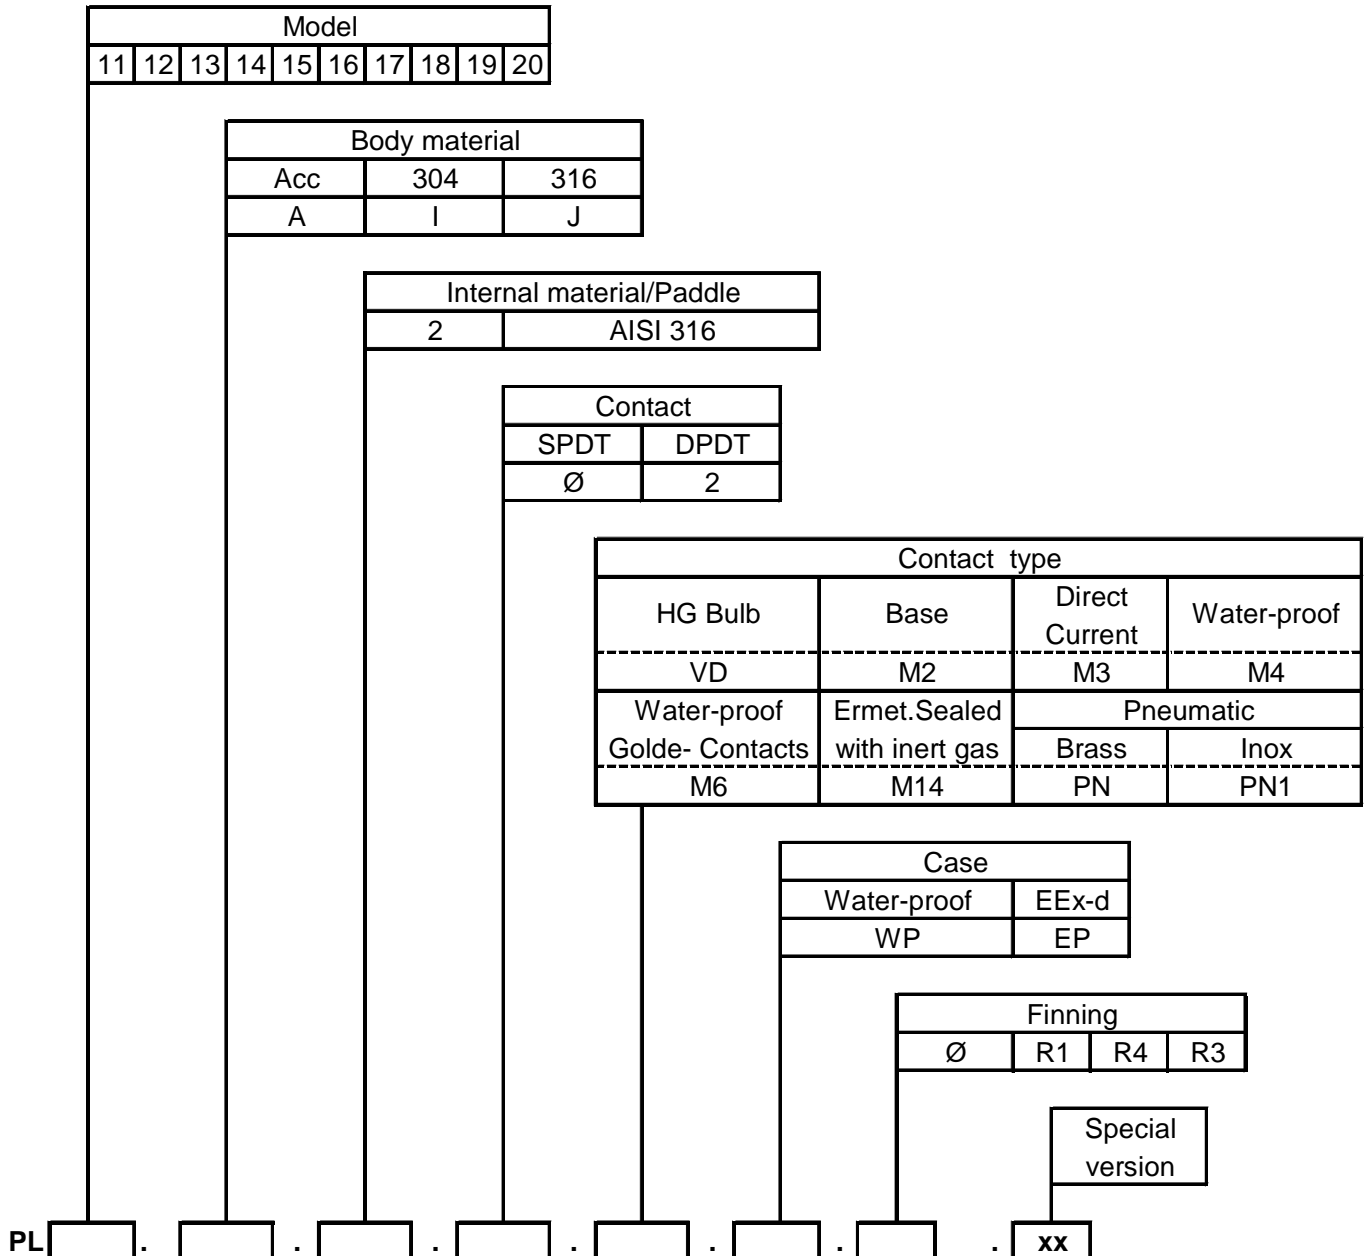 Model
11 12 13 14 15 16 17 18 19 20
Body material
Acc 304 316
A I J
Internal material/Paddle
2 AISI 316
Contact
SPDT DPDT
Ø 2
Contact type
HG Bulb Base Direct Current Water-proof
VD M2 M3 M4
Water-proof Golde- Contacts Ermet.Sealed with inert gas Pneumatic
Brass Inox
M6 M14 PN PN1
Case
Water-proof EEx-d
WP EP
Finning
Ø R1 R4 R3
Special
version
PL . . . . . . . xx